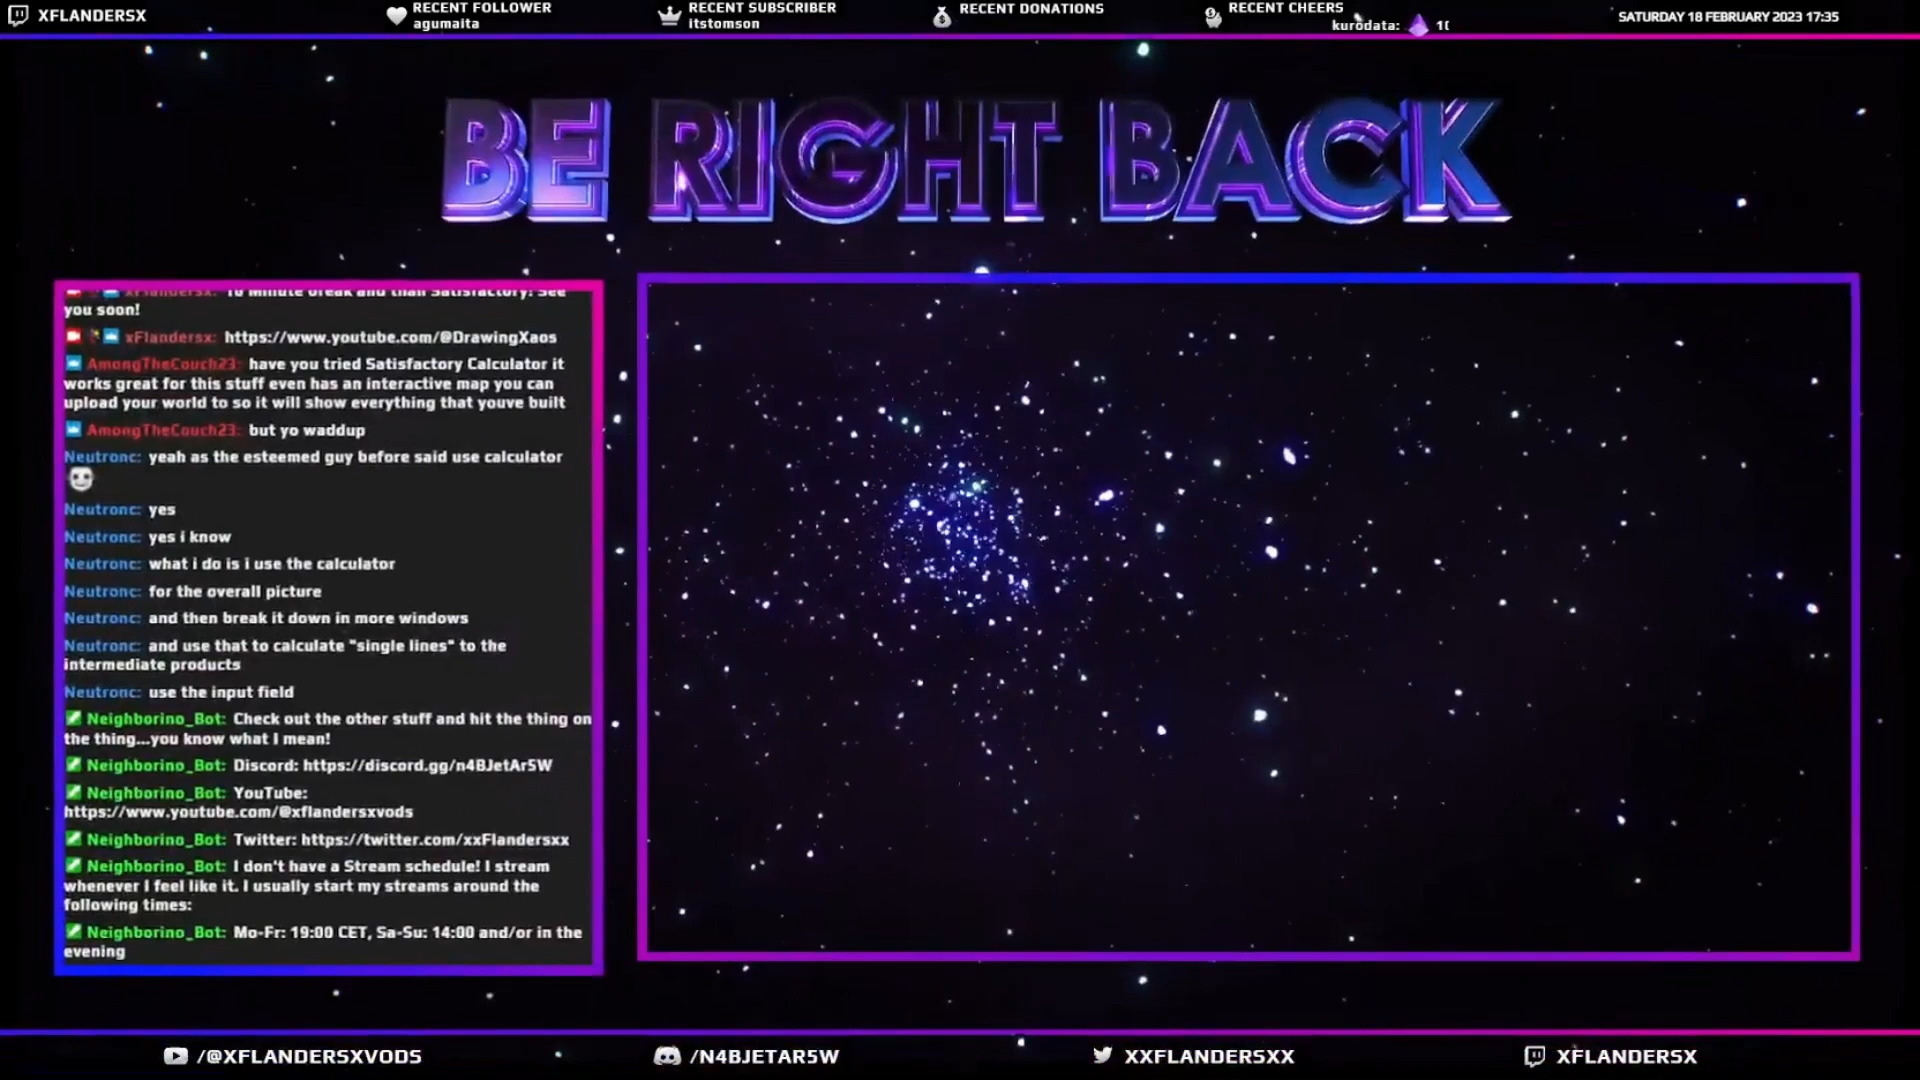 XFLANDERSX
RECENT FOLLOWER
agumaita
RECENT SUBSCRIBER
itstomson
RECENT DONATIONS
RECENT CHEERS
kurodata: 10
SATURDAY 18 FEBRUARY 2023 17:35
BE RIGHT BACK
xFlandersx: 10 Minute break and than Satisfactory! See
you soon!
xFlandersx: https://www.youtube.com/@DrawingXaos
AmongTheCouch23: have you tried Satisfactory Calculator it
works great for this stuff even has an interactive map you can
upload your world to so it will show everything that youve built
AmongTheCouch23: but yo waddup
Neutronc: yeah as the esteemed guy before said use calculator
Neutronc: yes
Neutronc: yes i know
Neutronc: what i do is i use the calculator
Neutronc: for the overall picture
Neutronc: and then break it down in more windows
Neutronc: and use that to calculate "single lines" to the
intermediate products
Neutronc: use the input field
Neighborino_Bot: Check out the other stuff and hit the thing on
the thing...you know what I mean!
Neighborino_Bot: Discord: https://discord.gg/n4BJetAr5W
Neighborino_Bot: YouTube:
https://www.youtube.com/@xflandersxvods
Neighborino_Bot: Twitter: https://twitter.com/xxFlandersxx
Neighborino_Bot: I don't have a Stream schedule! I stream
whenever I feel like it. I usually start my streams around the
following times:
Neighborino_Bot: Mo-Fr: 19:00 CET, Sa-Su: 14:00 and/or in the
evening
/@XFLANDERSXVODS
/N4BJETAR5W
XXFLANDERSXX
XFLANDERSX